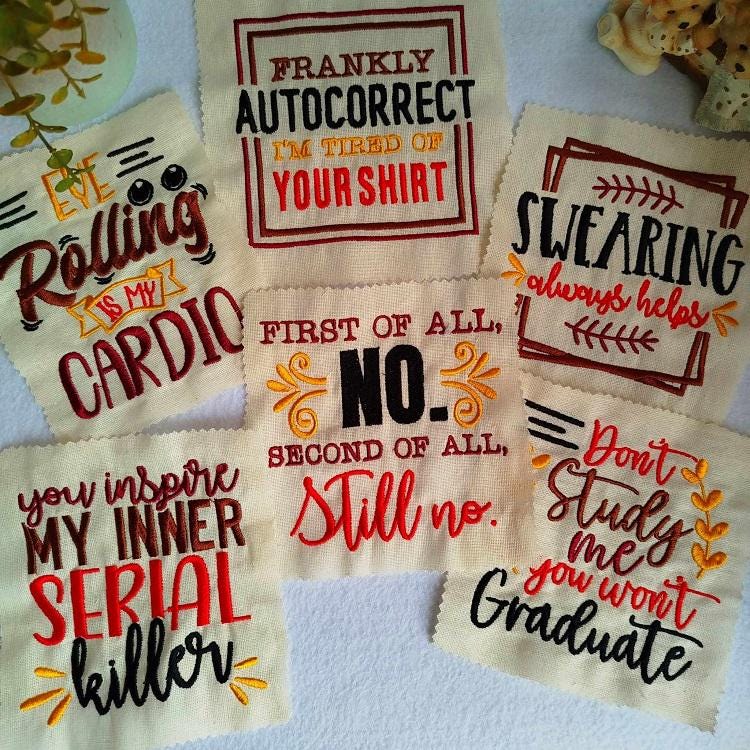 FRANKLY
AUTOCORRECT
I'M TIRED OF
YOUR SHIRT
EYE
Rolling
IS MY
CARDIO
SWEARING
always helps
FIRST OF ALL,
NO.
SECOND OF ALL,
Still no.
you inspire
MY INNER
SERIAL
killer
Don't
Study
me
you won't
Graduate